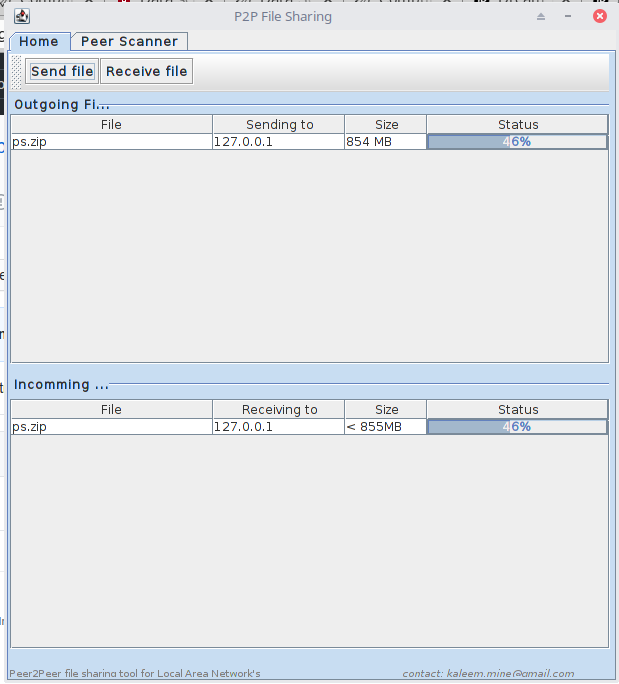 P2P File Sharing
Home Peer Scanner
Send file Receive file
Outgoing Fi...
File Sending to Size Status
ps.zip 127.0.0.1 854 MB 46%
Incomming ...
File Receiving to Size Status
ps.zip 127.0.0.1 < 855MB 46%
Peer2Peer file sharing tool for Local Area Network's contact: kaleem.mine@gmail.com